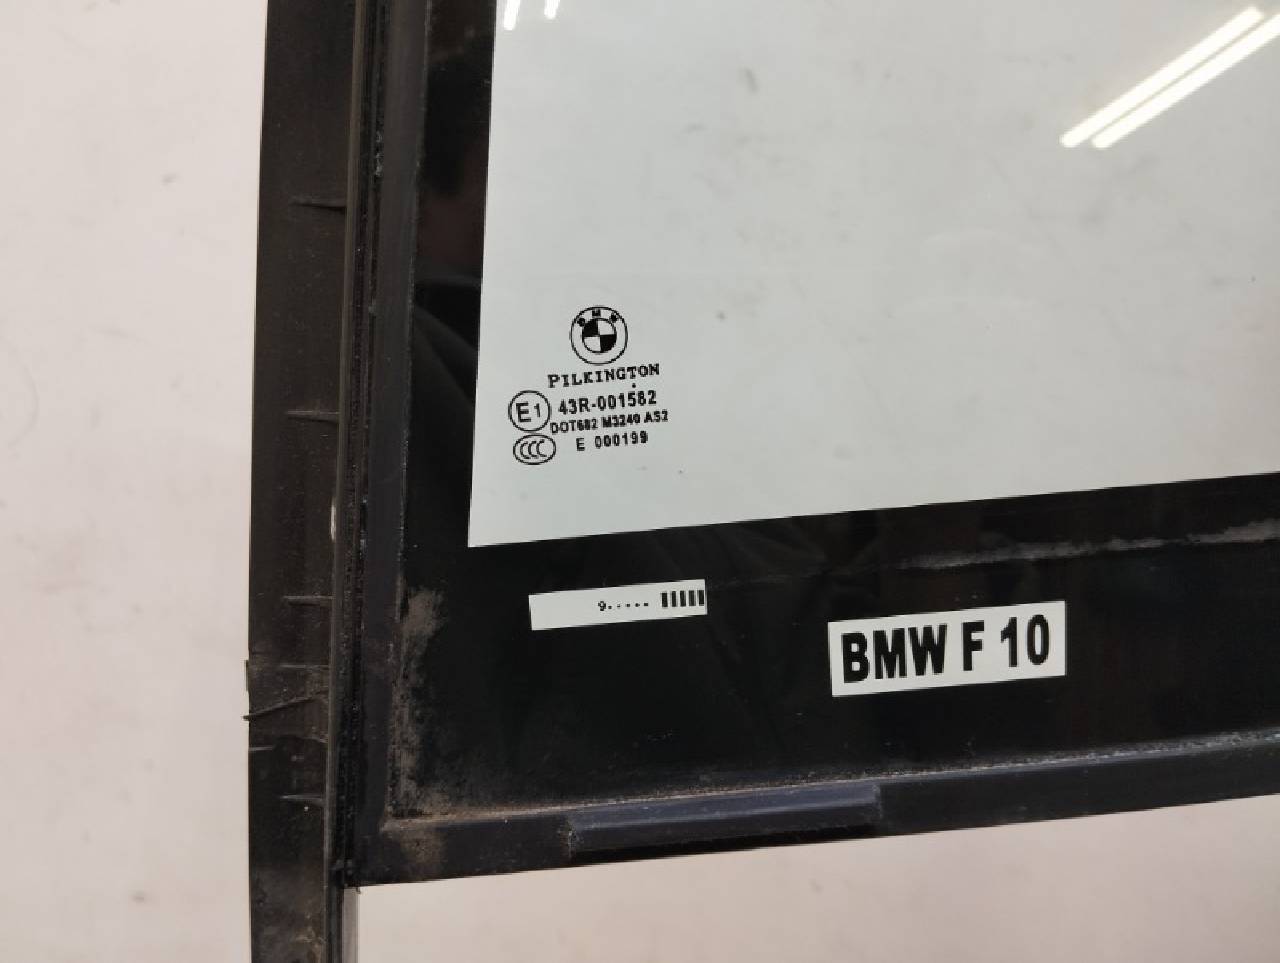 BMW
PILKINGTON
E1 43R-001582
DOT682 M3240 AS2
CCC E 000199
9·····
BMW F 10